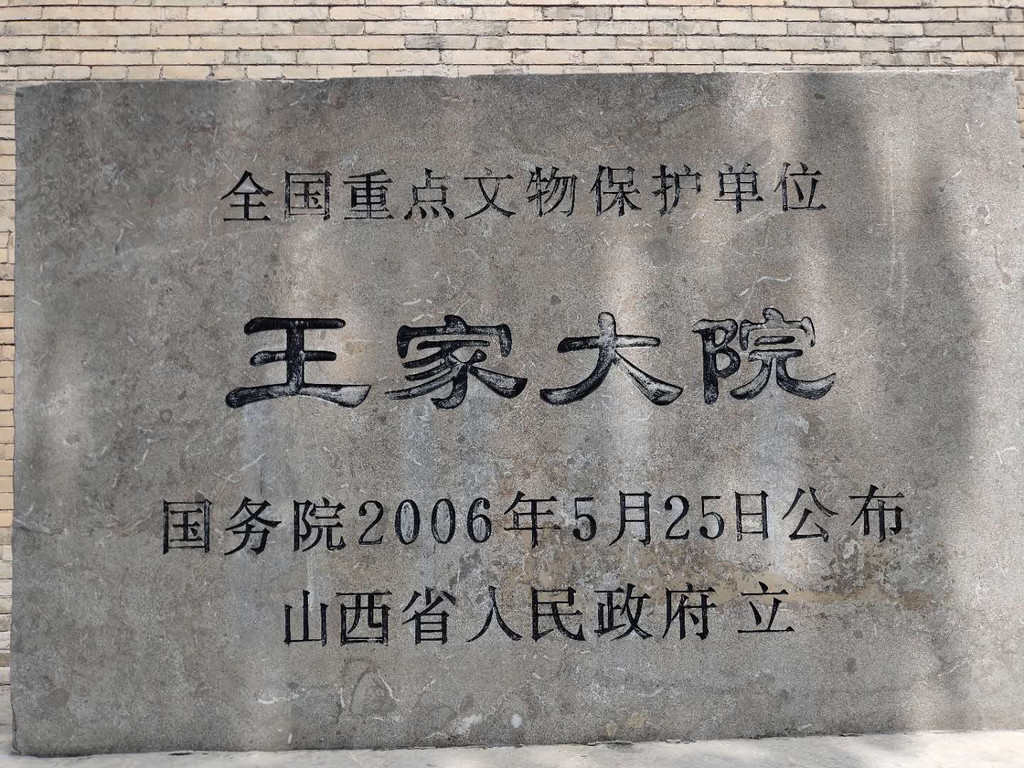 全国重点文物保护单位
王家大院
国务院2006年5月25日公布
山西省人民政府 立